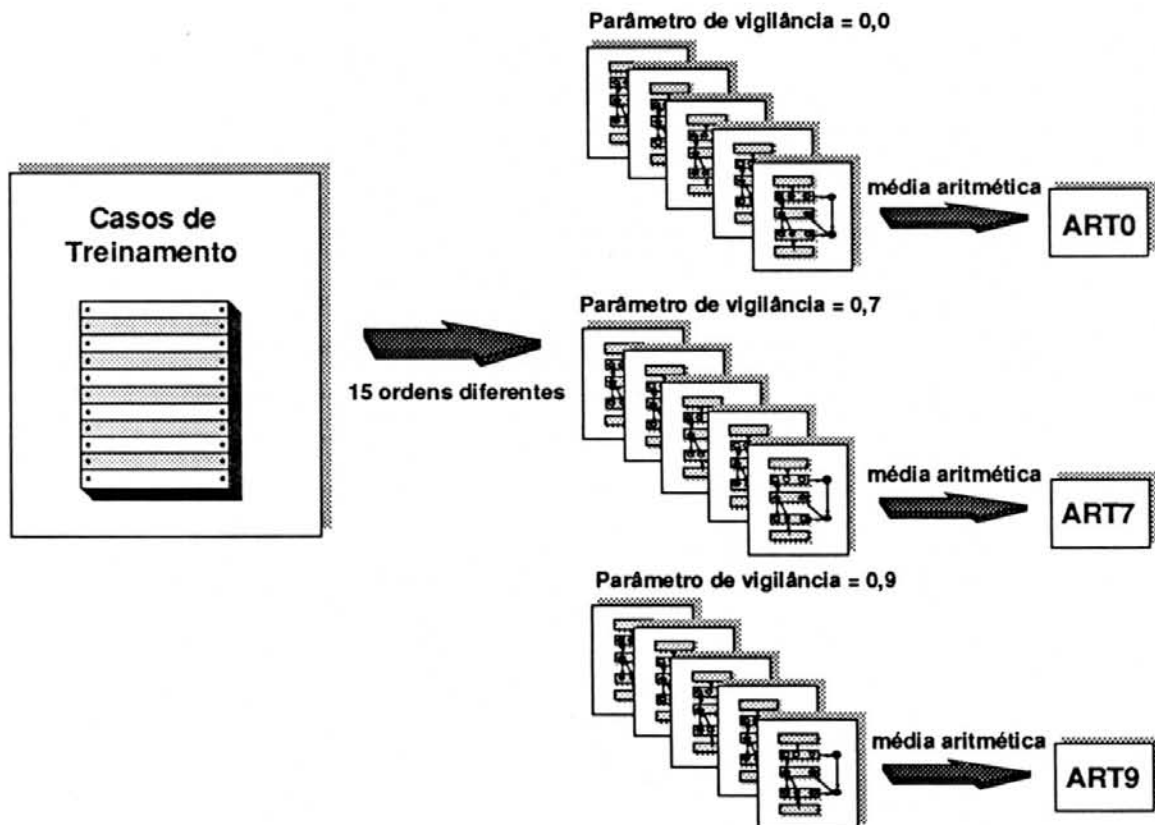 Parâmetro de vigilância = 0,0
média aritmética
ART0
Casos de
Treinamento
15 ordens diferentes
Parâmetro de vigilância = 0,7
média aritmética
ART7
Parâmetro de vigilância = 0,9
média aritmética
ART9